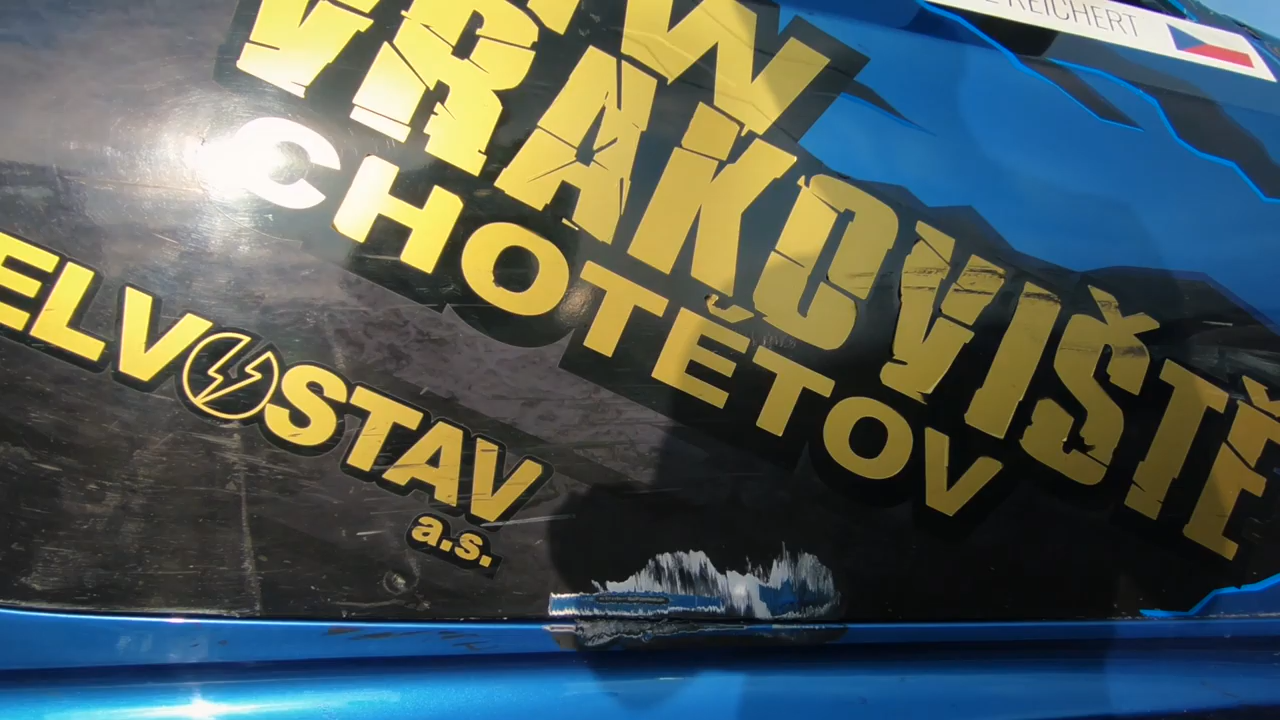 REICHERT
W
VRAKOVIŠTĚ
CHOTĚTOV
ELVOSTAV
a.s.